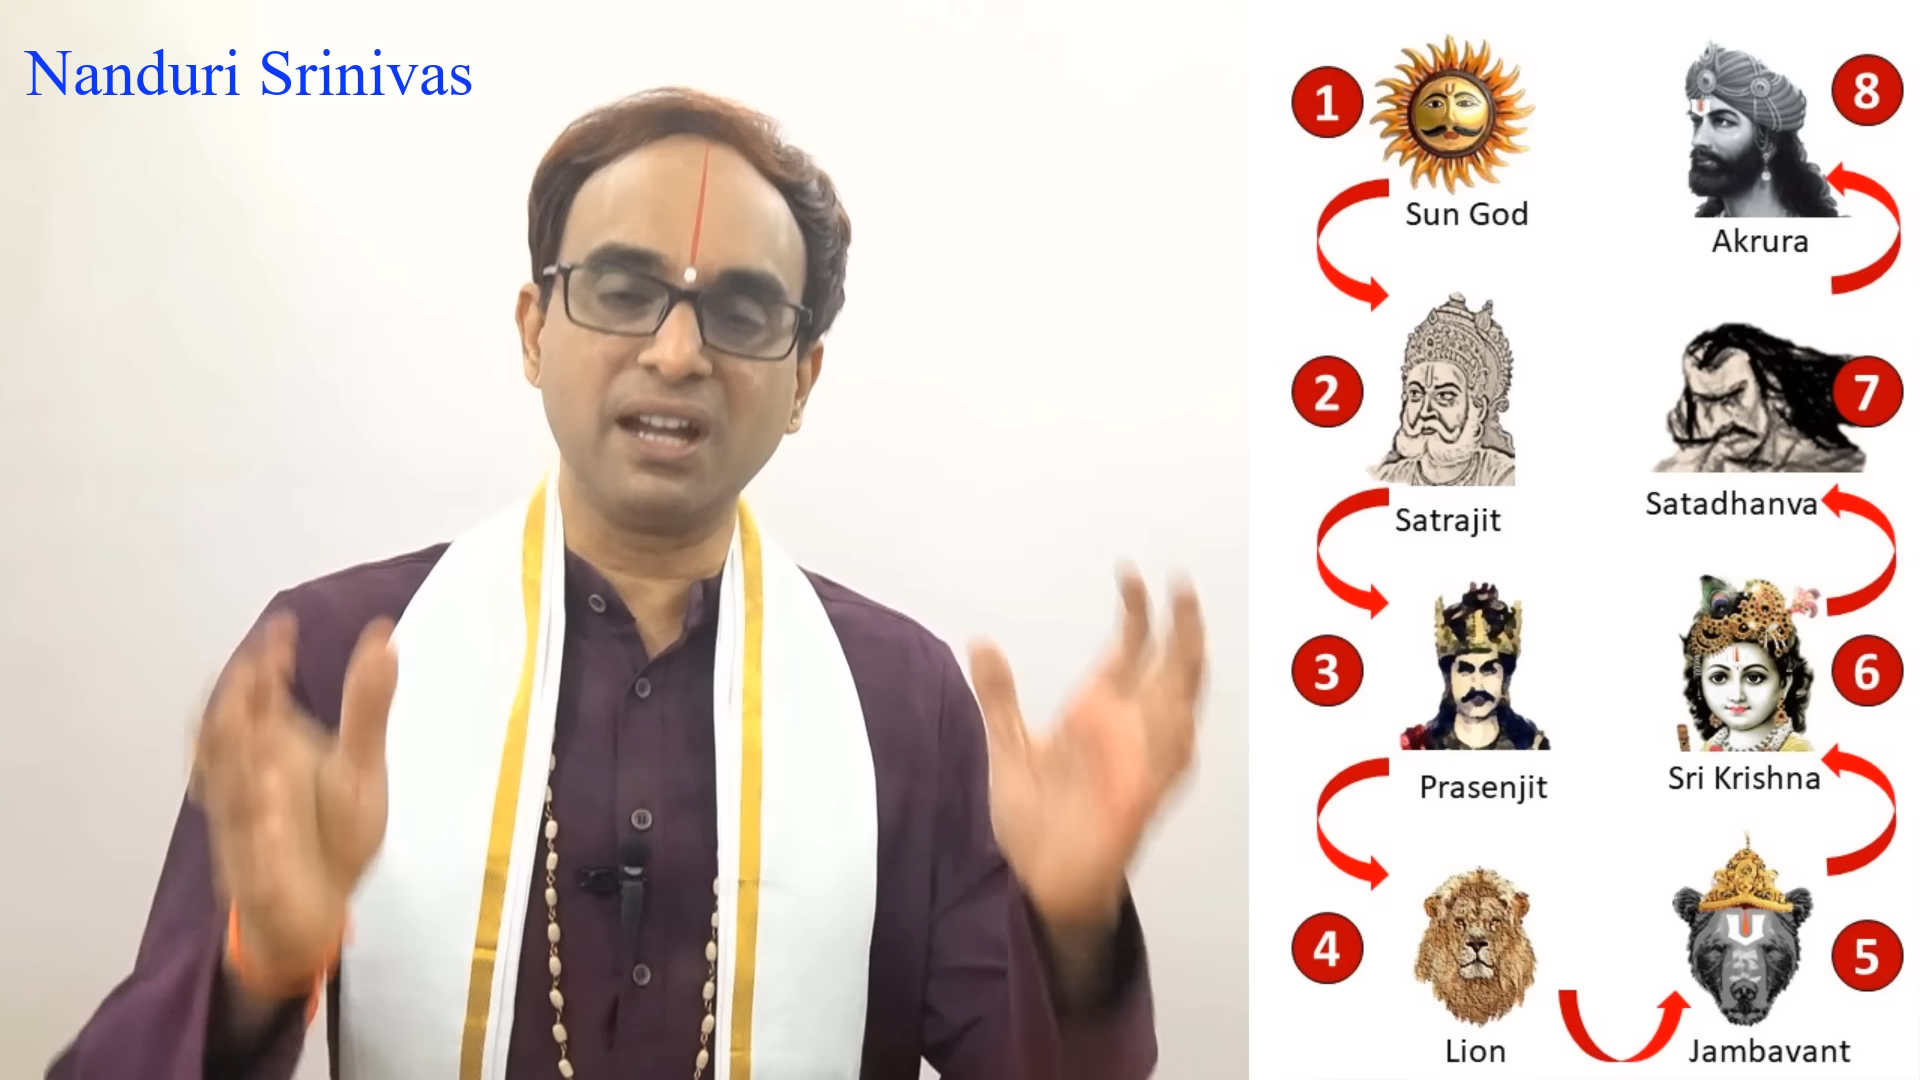 Nanduri Srinivas
1
Sun God
2
Satrajit
3
Prasenjit
4
Lion
5
Jambavant
6
Sri Krishna
7
Satadhanva
8
Akrura